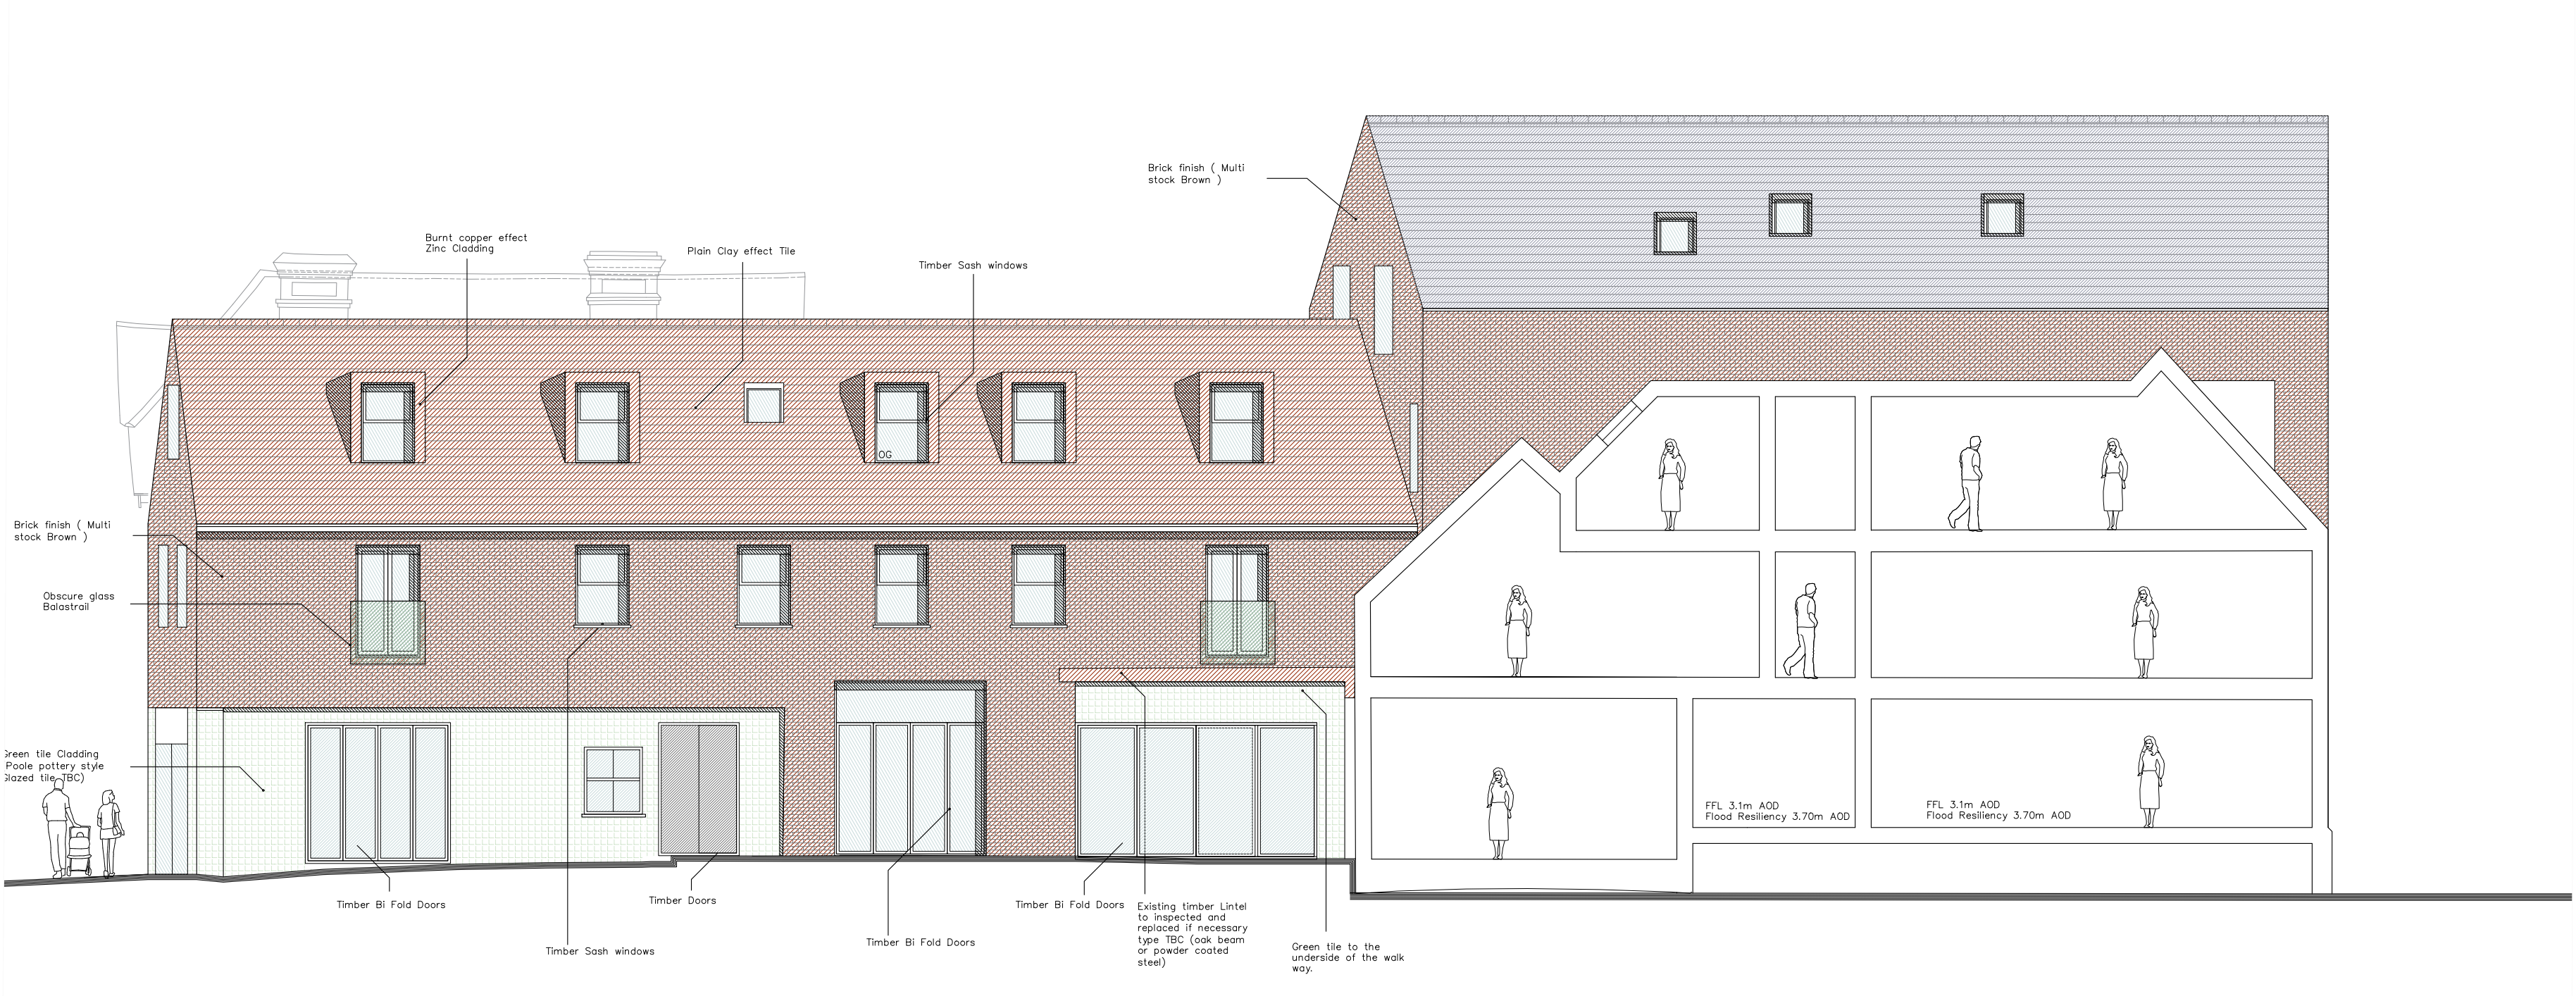 Brick finish ( Multi
stock Brown )
Burnt copper effect
Zinc Cladding
Plain Clay effect Tile
Timber Sash windows
OG
Brick finish ( Multi
stock Brown )
Obscure glass
Balastrail
Green tile Cladding
Poole pottery style
Glazed tile TBC)
FFL 3.1m AOD
Flood Resiliency 3.70m AOD
FFL 3.1m AOD
Flood Resiliency 3.70m AOD
Timber Bi Fold Doors
Timber Doors
Timber Sash windows
Timber Bi Fold Doors
Timber Bi Fold Doors
Existing timber Lintel
to inspected and
replaced if necessary
type TBC (oak beam
or powder coated
steel)
Green tile to the
underside of the walk
way.